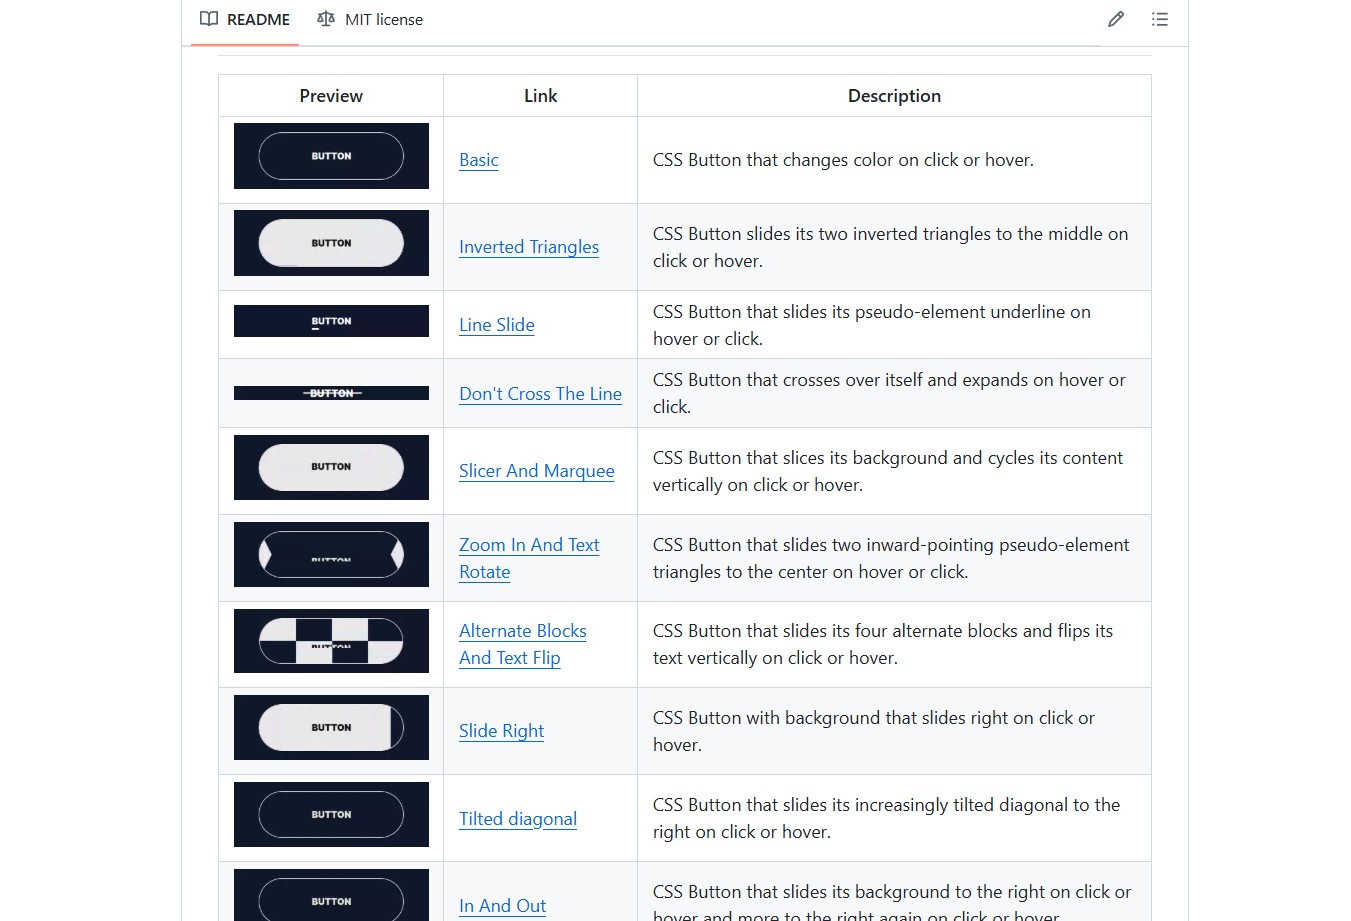 README
MIT license
Preview
Link
Description
BUTTON
Basic
CSS Button that changes color on click or hover.
BUTTON
Inverted Triangles
CSS Button slides its two inverted triangles to the middle on
click or hover.
BUTTON
Line Slide
CSS Button that slides its pseudo-element underline on
hover or click.
BUTTON
Don't Cross The Line
CSS Button that crosses over itself and expands on hover or
click.
BUTTON
Slicer And Marquee
CSS Button that slices its background and cycles its content
vertically on click or hover.
BUTTON
Zoom In And Text
Rotate
CSS Button that slides two inward-pointing pseudo-element
triangles to the center on hover or click.
BUTTON
Alternate Blocks
And Text Flip
CSS Button that slides its four alternate blocks and flips its
text vertically on click or hover.
BUTTON
Slide Right
CSS Button with background that slides right on click or
hover.
BUTTON
Tilted diagonal
CSS Button that slides its increasingly tilted diagonal to the
right on click or hover.
BUTTON
In And Out
CSS Button that slides its background to the right on click or
hover and more to the right again on click or hover.